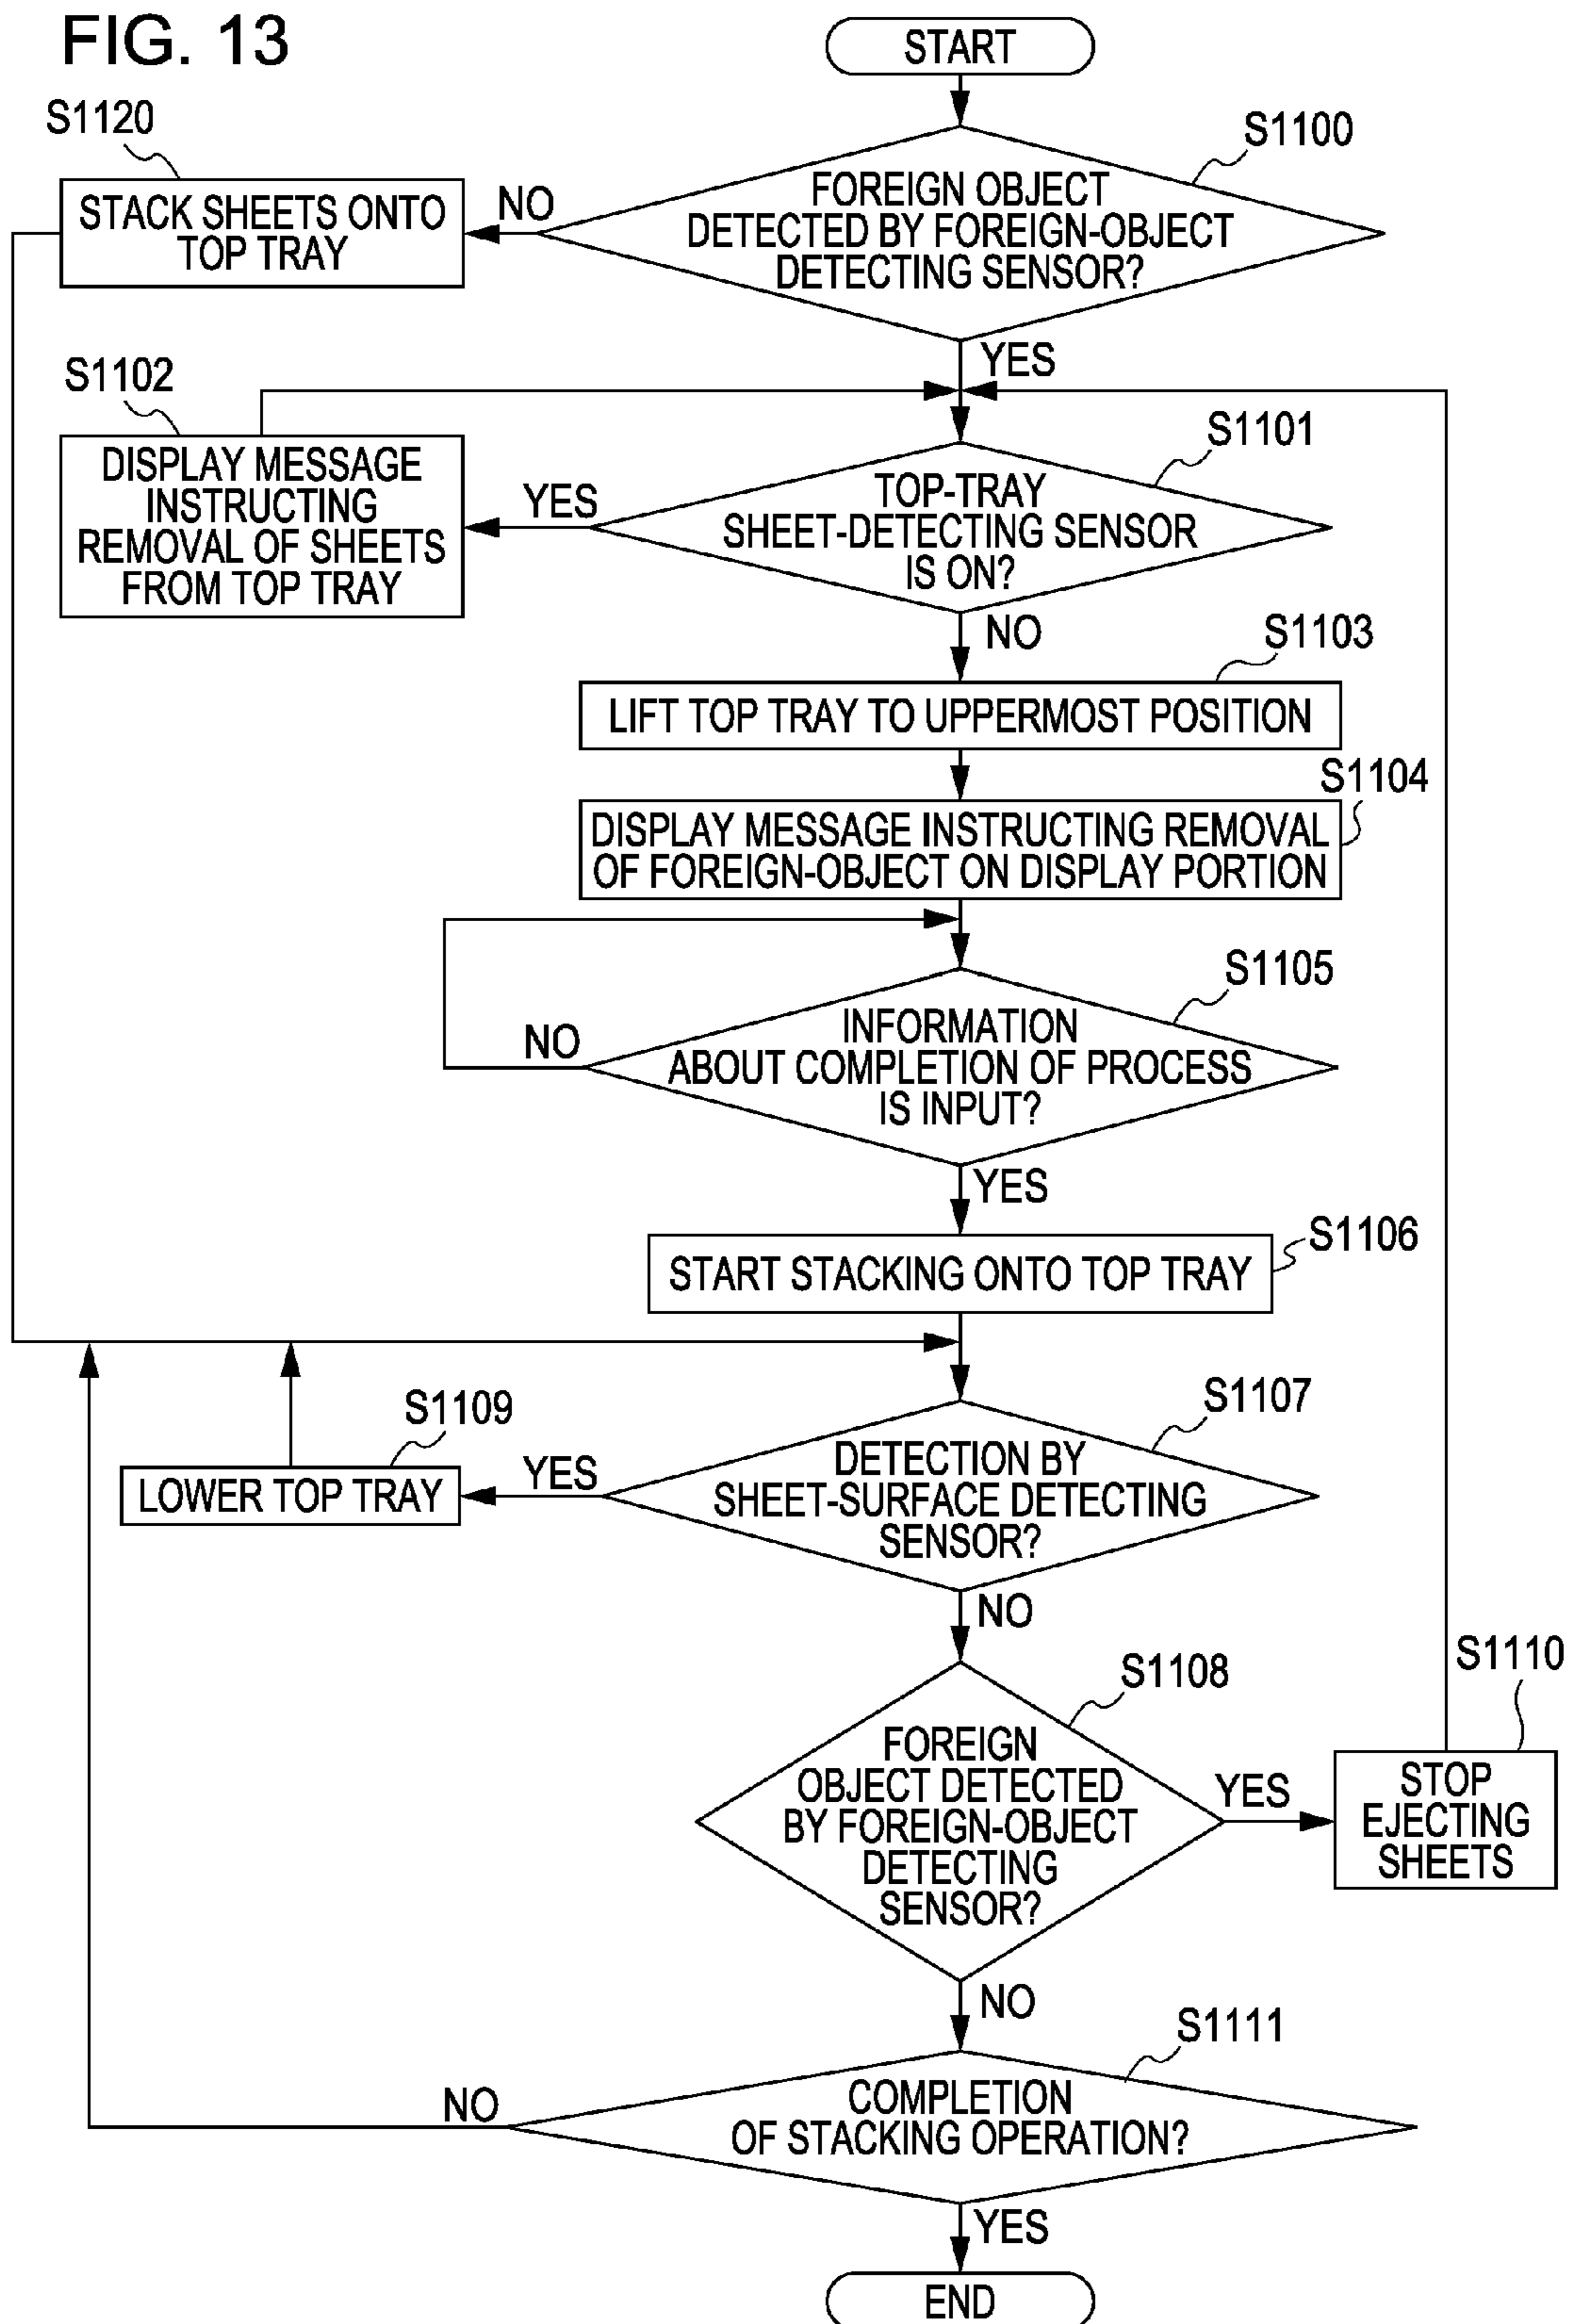 FIG. 13
START
S1120
S1100
STACK SHEETS ONTO
TOP TRAY
NO
FOREIGN OBJECT
DETECTED BY FOREIGN-OBJECT
DETECTING SENSOR?
YES
S1102
S1101
DISPLAY MESSAGE
INSTRUCTING
REMOVAL OF SHEETS
FROM TOP TRAY
YES
TOP-TRAY
SHEET-DETECTING SENSOR
IS ON?
NO
S1103
LIFT TOP TRAY TO UPPERMOST POSITION
S1104
DISPLAY MESSAGE INSTRUCTING REMOVAL
OF FOREIGN-OBJECT ON DISPLAY PORTION
S1105
NO
INFORMATION
ABOUT COMPLETION OF PROCESS
IS INPUT?
YES
S1106
START STACKING ONTO TOP TRAY
S1109
S1107
LOWER TOP TRAY
YES
DETECTION BY
SHEET-SURFACE DETECTING
SENSOR?
NO
S1108
S1110
FOREIGN
OBJECT DETECTED
BY FOREIGN-OBJECT
DETECTING
SENSOR?
YES
STOP
EJECTING
SHEETS
NO
S1111
NO
COMPLETION
OF STACKING OPERATION?
YES
END